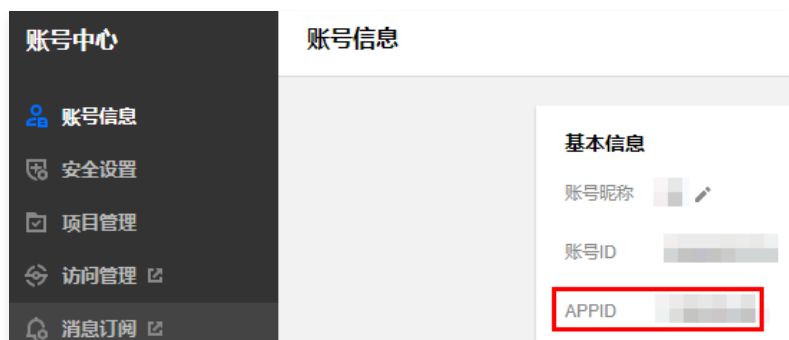 账号中心
账号信息
账号信息
安全设置
项目管理
访问管理
消息订阅
基本信息
账号昵称
账号ID
APPID